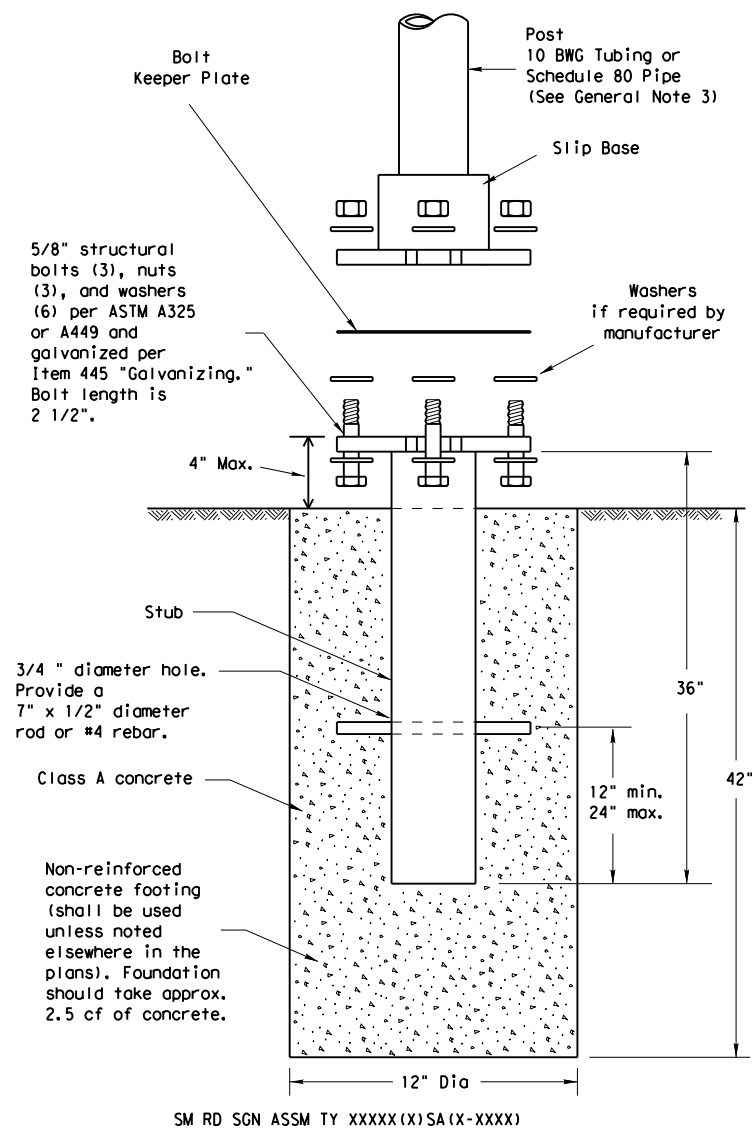 Bolt
Keeper Plate
Post
10 BWG Tubing or
Schedule 80 Pipe
(See General Note 3)
Slip Base
5/8" structural
bolts (3), nuts
(3), and washers
(6) per ASTM A325
or A449 and
galvanized per
Item 445 "Galvanizing."
Bolt length is
2 1/2".
Washers
if required by
manufacturer
4" Max.
Stub
3/4 " diameter hole.
Provide a
7" x 1/2" diameter
rod or #4 rebar.
36"
Class A concrete
12" min.
24" max.
42"
Non-reinforced
concrete footing
(shall be used
unless noted
elsewhere in the
plans). Foundation
should take approx.
2.5 cf of concrete.
12" Dia
SM RD SGN ASSM TY XXXXX(X)SA(X-XXXX)